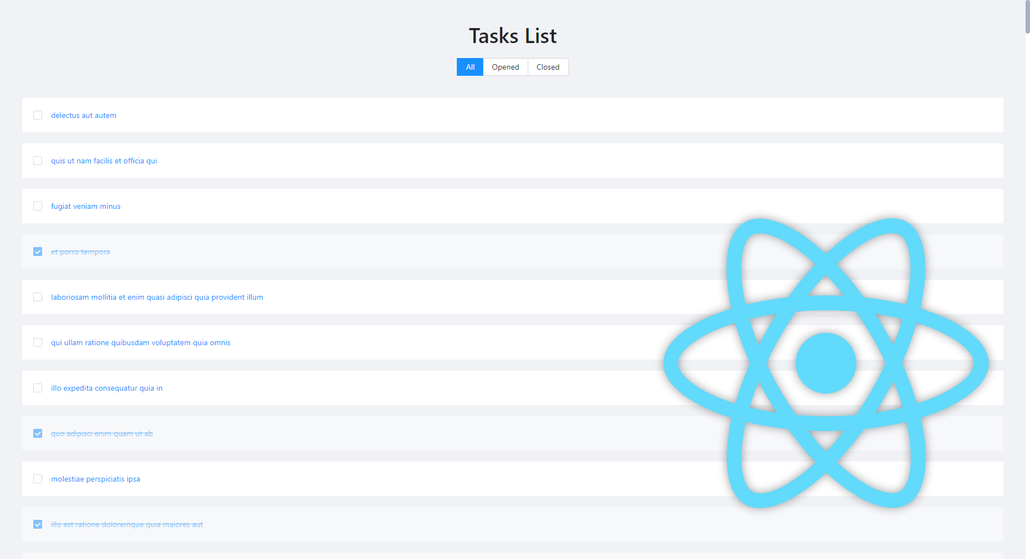 Tasks List
All Opened Closed
delectus aut autem
quis ut nam facilis et officia qui
fugiat veniam minus
et porro tempora
laboriosam mollitia et enim quasi adipisci quia provident illum
qui ullam ratione quibusdam voluptatem quia omnis
illo expedita consequatur quia in
quo adipisci enim quam ut ab
molestiae perspiciatis ipsa
illo est ratione doloremque quia maiores aut